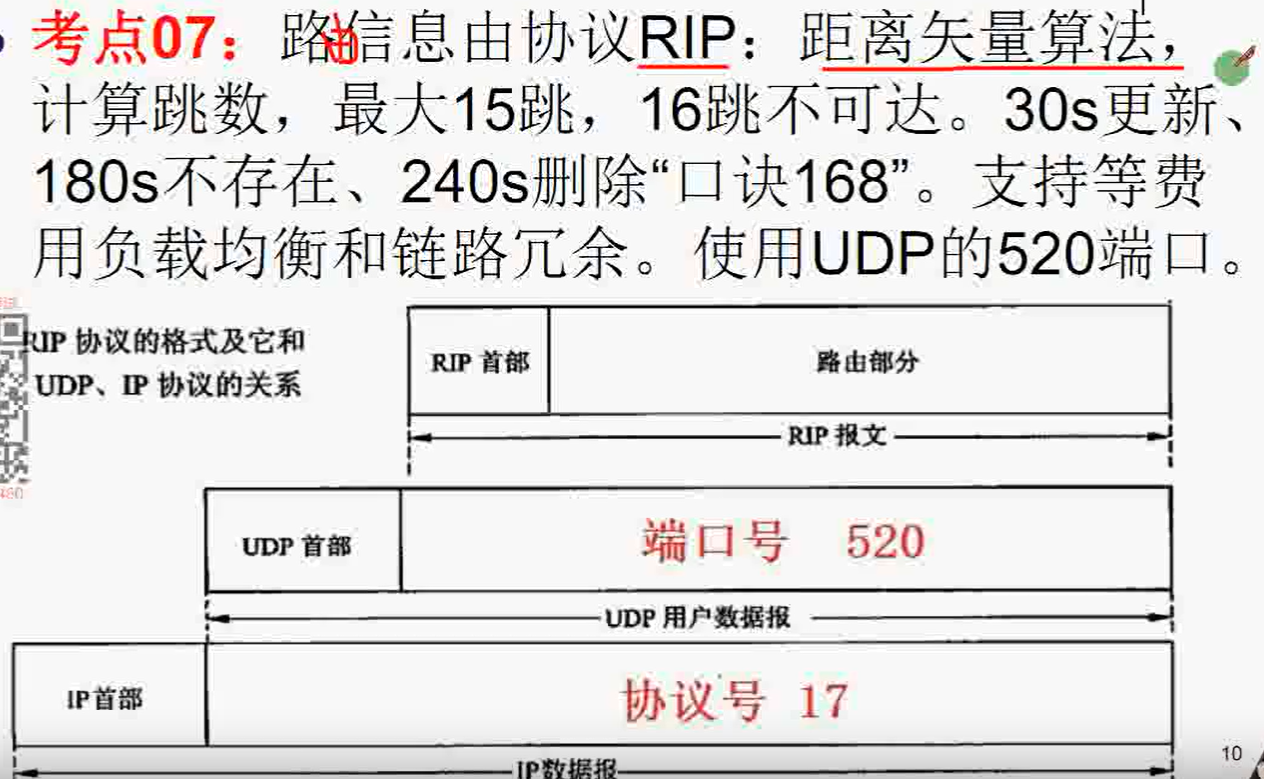 考点07：路由信息由协议RIP：距离矢量算法，
计算跳数，最大15跳，16跳不可达。30s更新、
180s不存在、240s删除“口诀168”。支持等费
用负载均衡和链路冗余。使用UDP的520端口。
RIP 协议的格式及它和
UDP、IP 协议的关系
RIP 首部
路由部分
RIP 报文
UDP 首部
端口号 520
UDP 用户数据报
IP首部
协议号 17
IP数据报
10